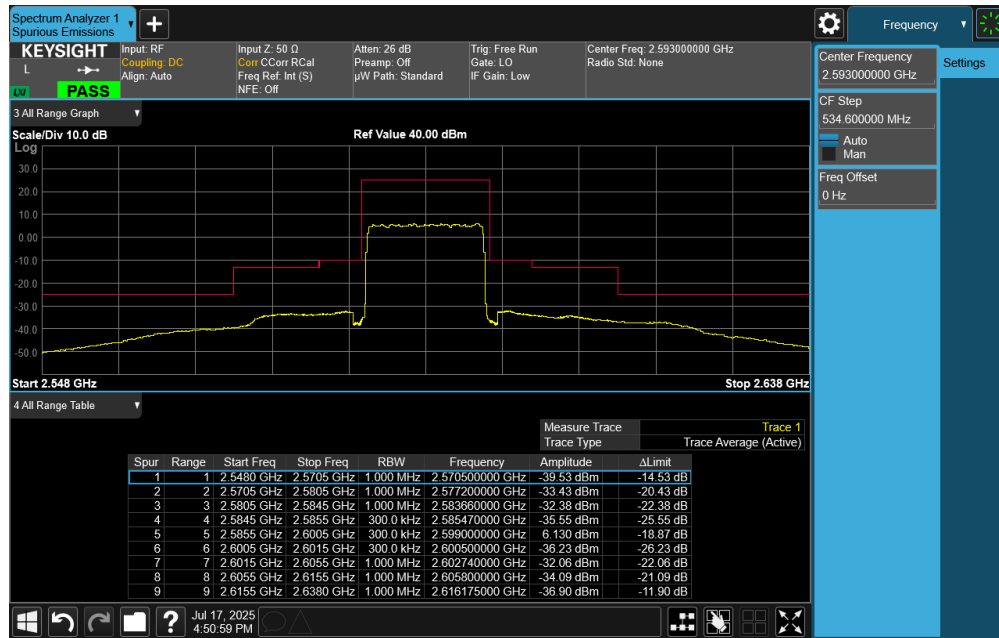 Spectrum Analyzer 1
Spurious Emissions
+
Frequency
KEYSIGHT
L
LXI
PASS
Input: RF
Coupling: DC
Align: Auto
Input Z: 50 Ω
Corr CCorr RCal
Freq Ref: Int (S)
NFE: Off
Atten: 26 dB
Preamp: Off
µW Path: Standard
Trig: Free Run
Gate: LO
IF Gain: Low
Center Freq: 2.593000000 GHz
Radio Std: None
Center Frequency
2.593000000 GHz
Settings
CF Step
534.600000 MHz
Auto
Man
Freq Offset
0 Hz
3 All Range Graph
Scale/Div 10.0 dB
Ref Value 40.00 dBm
Log
30.0
20.0
10.0
0.00
-10.0
-20.0
-30.0
-40.0
-50.0
Start 2.548 GHz
Stop 2.638 GHz
4 All Range Table
Measure Trace Trace 1
Trace Type Trace Average (Active)
Spur Range Start Freq Stop Freq RBW Frequency Amplitude ΔLimit
1 1 2.5480 GHz 2.5705 GHz 1.000 MHz 2.570500000 GHz -39.53 dBm -14.53 dB
2 2 2.5705 GHz 2.5805 GHz 1.000 MHz 2.577200000 GHz -33.43 dBm -20.43 dB
3 3 2.5805 GHz 2.5845 GHz 1.000 MHz 2.583660000 GHz -32.38 dBm -22.38 dB
4 4 2.5845 GHz 2.5855 GHz 300.0 kHz 2.585470000 GHz -35.55 dBm -25.55 dB
5 5 2.5855 GHz 2.6005 GHz 300.0 kHz 2.599000000 GHz 6.130 dBm -18.87 dB
6 6 2.6005 GHz 2.6015 GHz 300.0 kHz 2.600500000 GHz -36.23 dBm -26.23 dB
7 7 2.6015 GHz 2.6055 GHz 1.000 MHz 2.602740000 GHz -32.06 dBm -22.06 dB
8 8 2.6055 GHz 2.6155 GHz 1.000 MHz 2.605800000 GHz -34.09 dBm -21.09 dB
9 9 2.6155 GHz 2.6380 GHz 1.000 MHz 2.616175000 GHz -36.90 dBm -11.90 dB
?
Jul 17, 2025
4:50:59 PM